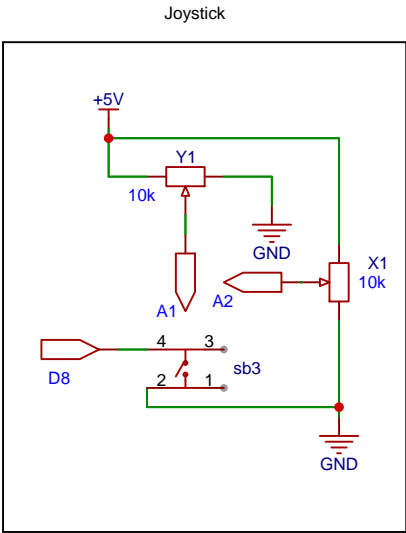 Joystick
+5V
Y1
10k
GND
X1
10k
A1
A2
4
3
sb3
D8
2
1
GND